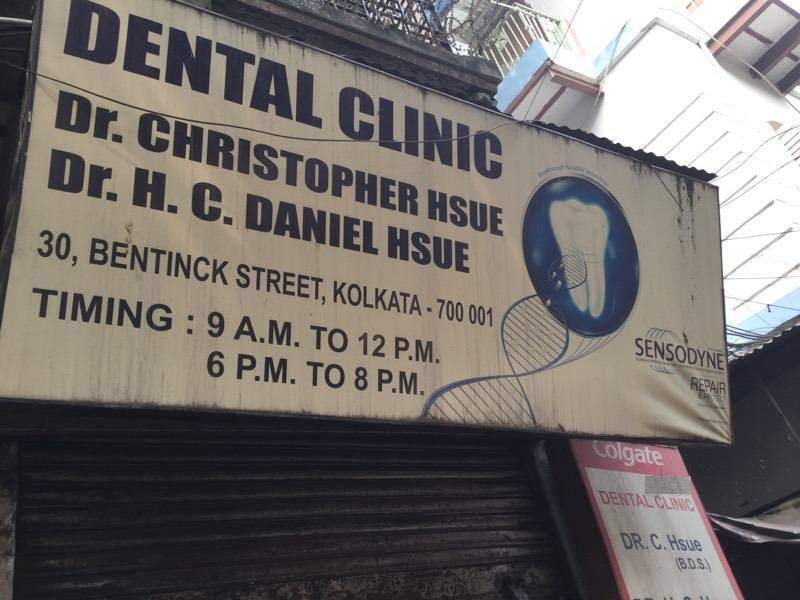 DENTAL CLINIC
Dr. CHRISTOPHER HSUE
Dr. H. C. DANIEL HSUE
30, BENTINCK STREET, KOLKATA - 700 001
TIMING : 9 A.M. TO 12 P.M.
6 P.M. TO 8 P.M.
SENSODYNE
REPAIR
Colgate
DENTAL CLINIC
DR. C. Hsue
(B.D.S.)